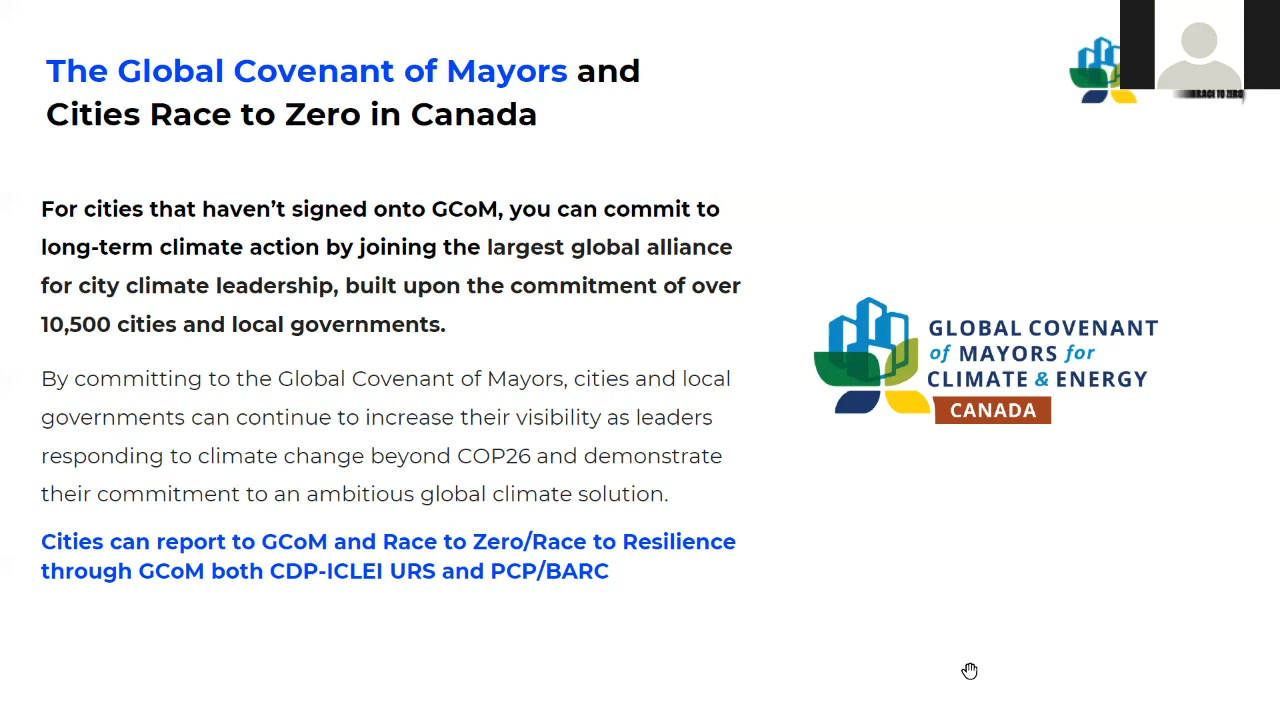 The Global Covenant of Mayors and
Cities Race to Zero in Canada
RACE TO ZERO
For cities that haven’t signed onto GCoM, you can commit to
long-term climate action by joining the largest global alliance
for city climate leadership, built upon the commitment of over
10,500 cities and local governments.
By committing to the Global Covenant of Mayors, cities and local
governments can continue to increase their visibility as leaders
responding to climate change beyond COP26 and demonstrate
their commitment to an ambitious global climate solution.
Cities can report to GCoM and Race to Zero/Race to Resilience
through GCoM both CDP-ICLEI URS and PCP/BARC
GLOBAL COVENANT
of MAYORS for
CLIMATE & ENERGY
CANADA